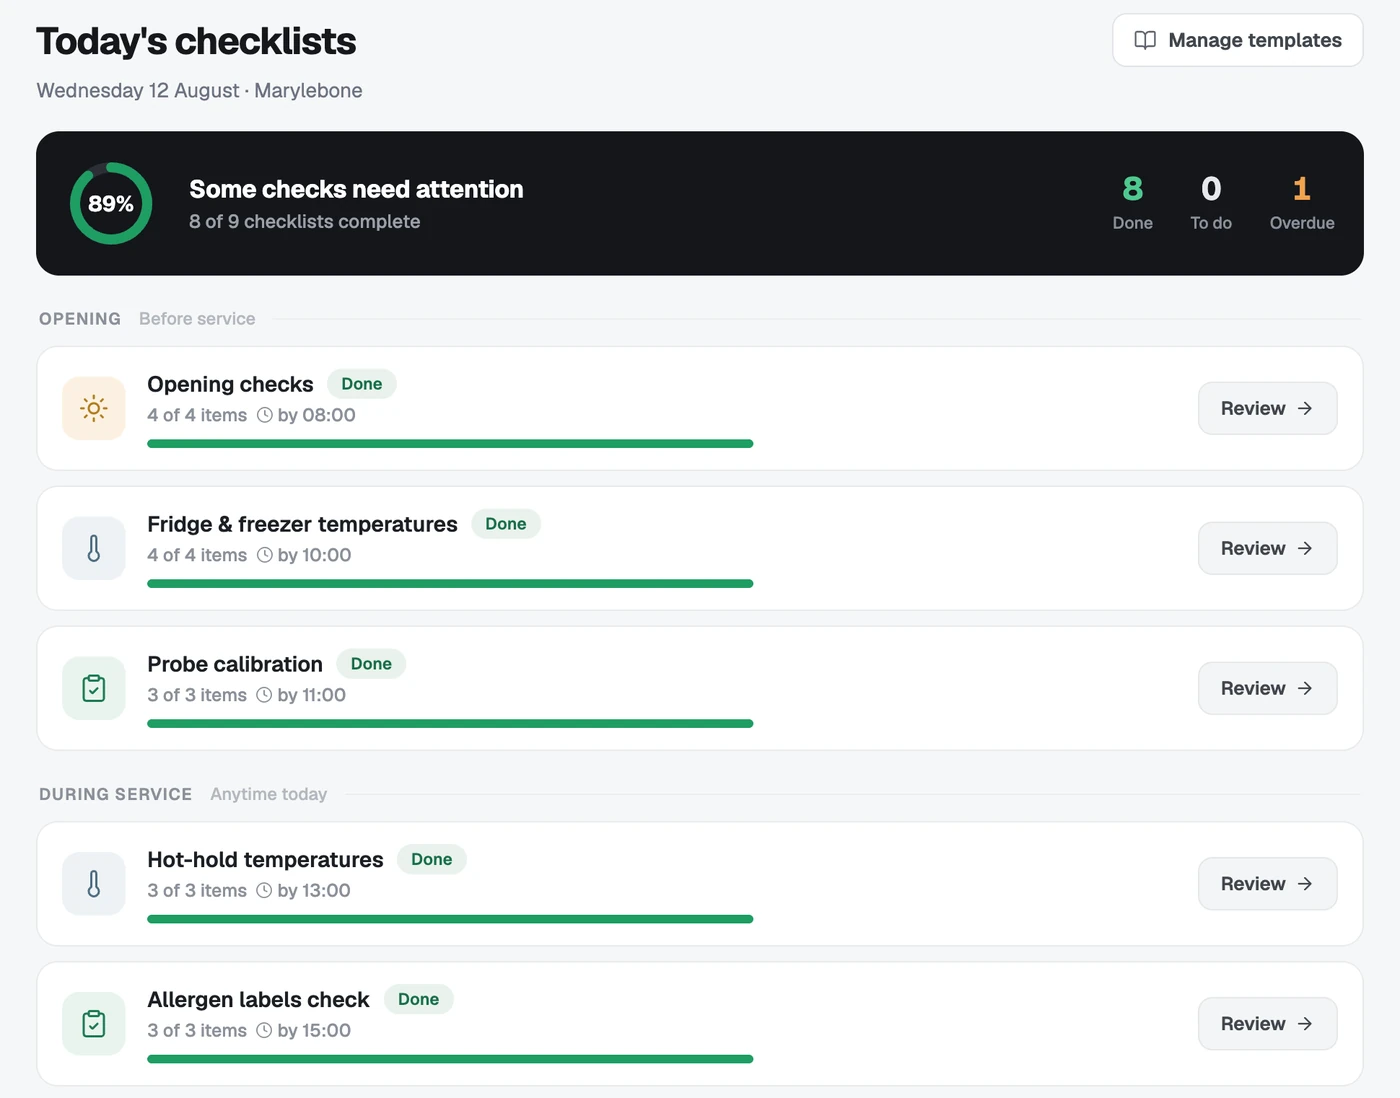 Today's checklists
Manage templates
Wednesday 12 August · Marylebone
89%
Some checks need attention
8 of 9 checklists complete
8
Done
0
To do
1
Overdue
OPENING Before service
Opening checks Done
4 of 4 items by 08:00
Review
Fridge & freezer temperatures Done
4 of 4 items by 10:00
Review
Probe calibration Done
3 of 3 items by 11:00
Review
DURING SERVICE Anytime today
Hot-hold temperatures Done
3 of 3 items by 13:00
Review
Allergen labels check Done
3 of 3 items by 15:00
Review